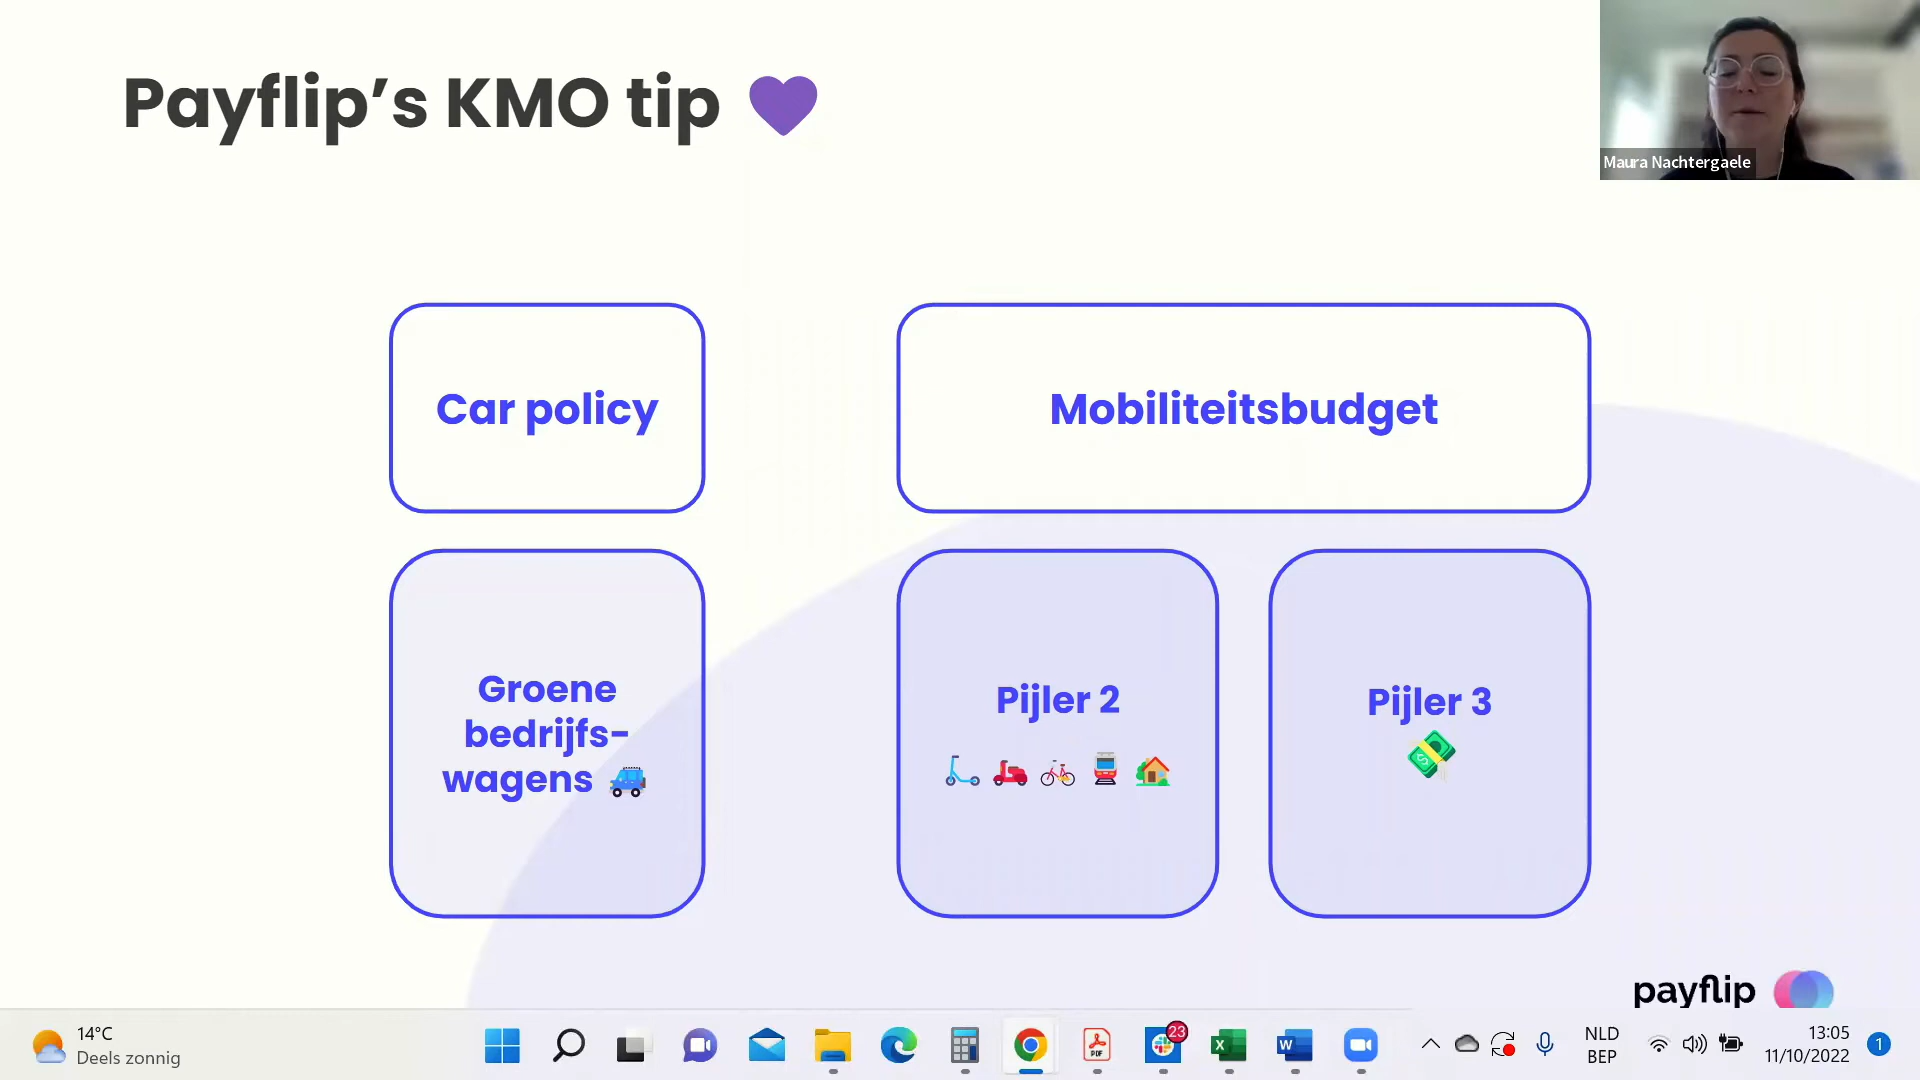 Payflip’s KMO tip
Maura Nachtergaele
Car policy
Mobiliteitsbudget
Groene
bedrijfs-
wagens
Pijler 2
Pijler 3
payflip
14°C
Deels zonnig
23
NLD
BEP
13:05
11/10/2022
1